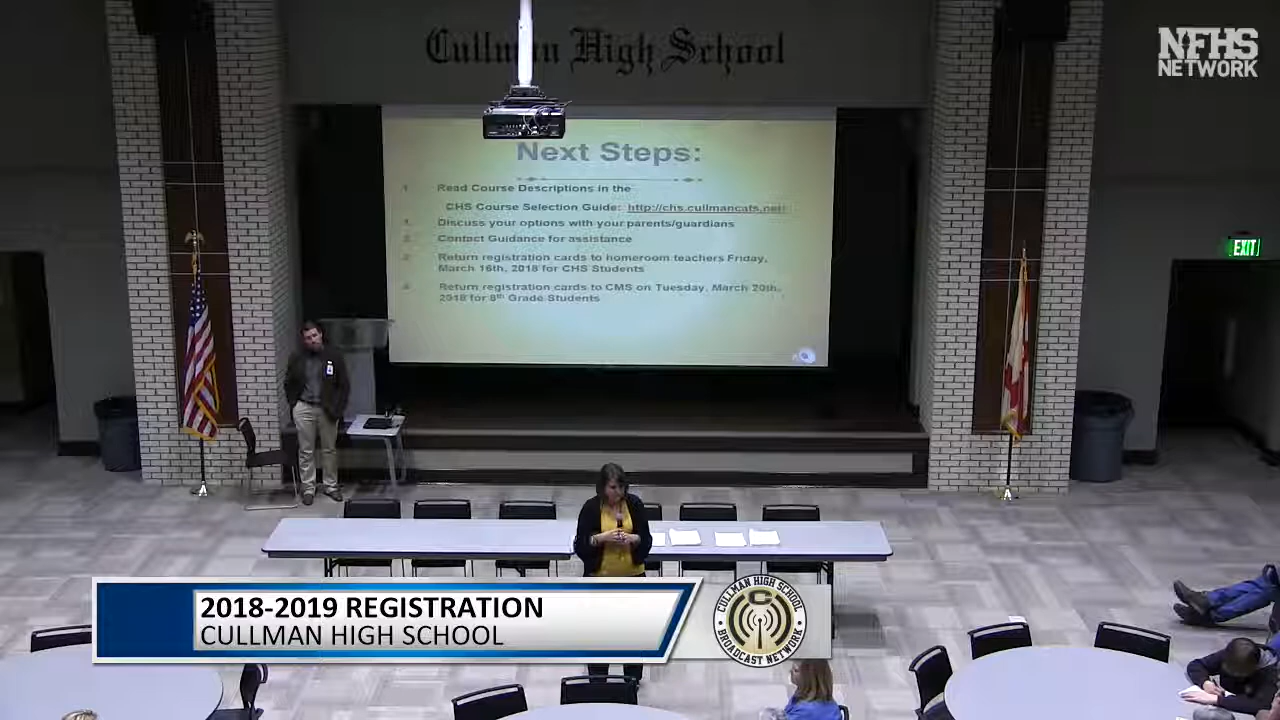 Cullman High School
NFHS
NETWORK
Next Steps:
Read Course Descriptions in the
CHS Course Selection Guide: http://chs.cullmancats.net
Discuss your options with your parents/guardians
Contact Guidance for assistance
Return registration cards to homeroom teachers Friday,
March 16th, 2018 for CHS Students
Return registration cards to CMS on Tuesday, March 20th,
2018 for 8th Grade Students
EXIT
2018-2019 REGISTRATION
CULLMAN HIGH SCHOOL
CULLMAN HIGH SCHOOL
C
BROADCAST NETWORK